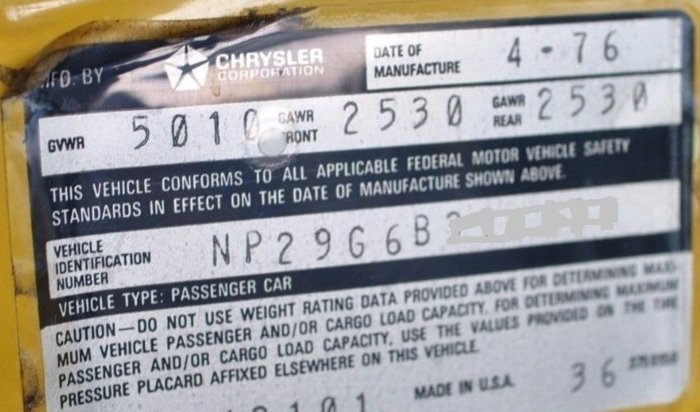 MFD. BY CHRYSLER CORPORATION DATE OF MANUFACTURE 4-76
GVWR 5010 GAWR FRONT 2530 GAWR REAR 2530
THIS VEHICLE CONFORMS TO ALL APPLICABLE FEDERAL MOTOR VEHICLE SAFETY
STANDARDS IN EFFECT ON THE DATE OF MANUFACTURE SHOWN ABOVE.
VEHICLE IDENTIFICATION NUMBER NP29G6B
VEHICLE TYPE: PASSENGER CAR
CAUTION—DO NOT USE WEIGHT RATING DATA PROVIDED ABOVE FOR DETERMINING MAXI-
MUM VEHICLE PASSENGER AND/OR CARGO LOAD CAPACITY. FOR DETERMINING MAXIMUM
PASSENGER AND/OR CARGO LOAD CAPACITY, USE THE VALUES PROVIDED ON THE TIRE
PRESSURE PLACARD AFFIXED ELSEWHERE ON THIS VEHICLE.
101 MADE IN U.S.A. 36